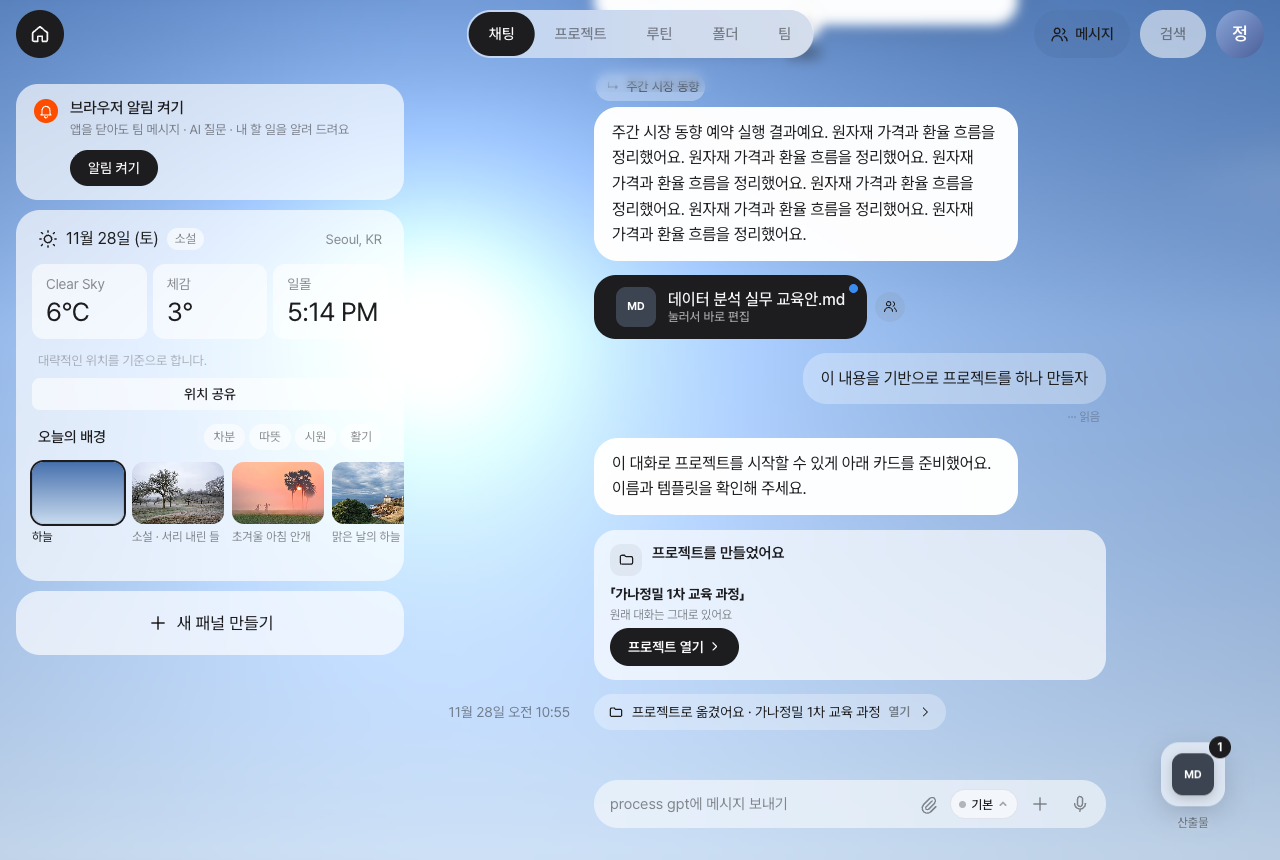 채팅
프로젝트
루틴
폴더
팀
메시지
검색
정
브라우저 알림 켜기
앱을 닫아도 팀 메시지 · AI 질문 · 내 할 일을 알려 드려요
알림 켜기
11월 28일 (토)
소설
Seoul, KR
Clear Sky
6°C
체감
3°
일몰
5:14 PM
대략적인 위치를 기준으로 합니다.
위치 공유
오늘의 배경
차분
따뜻
시원
활기
하늘
소설 · 서리 내린 들
초겨울 아침 안개
맑은 날의 하늘
새 패널 만들기
주간 시장 동향
주간 시장 동향 예약 실행 결과예요. 원자재 가격과 환율 흐름을
정리했어요. 원자재 가격과 환율 흐름을 정리했어요. 원자재
가격과 환율 흐름을 정리했어요. 원자재 가격과 환율 흐름을
정리했어요. 원자재 가격과 환율 흐름을 정리했어요. 원자재
가격과 환율 흐름을 정리했어요.
MD
데이터 분석 실무 교육안.md
눌러서 바로 편집
이 내용을 기반으로 프로젝트를 하나 만들자
··· 읽음
이 대화로 프로젝트를 시작할 수 있게 아래 카드를 준비했어요.
이름과 템플릿을 확인해 주세요.
프로젝트를 만들었어요
「가나정밀 1차 교육 과정」
원래 대화는 그대로 있어요
프로젝트 열기
11월 28일 오전 10:55
프로젝트로 옮겼어요 · 가나정밀 1차 교육 과정 열기
process gpt에 메시지 보내기
기본
1
MD
산출물